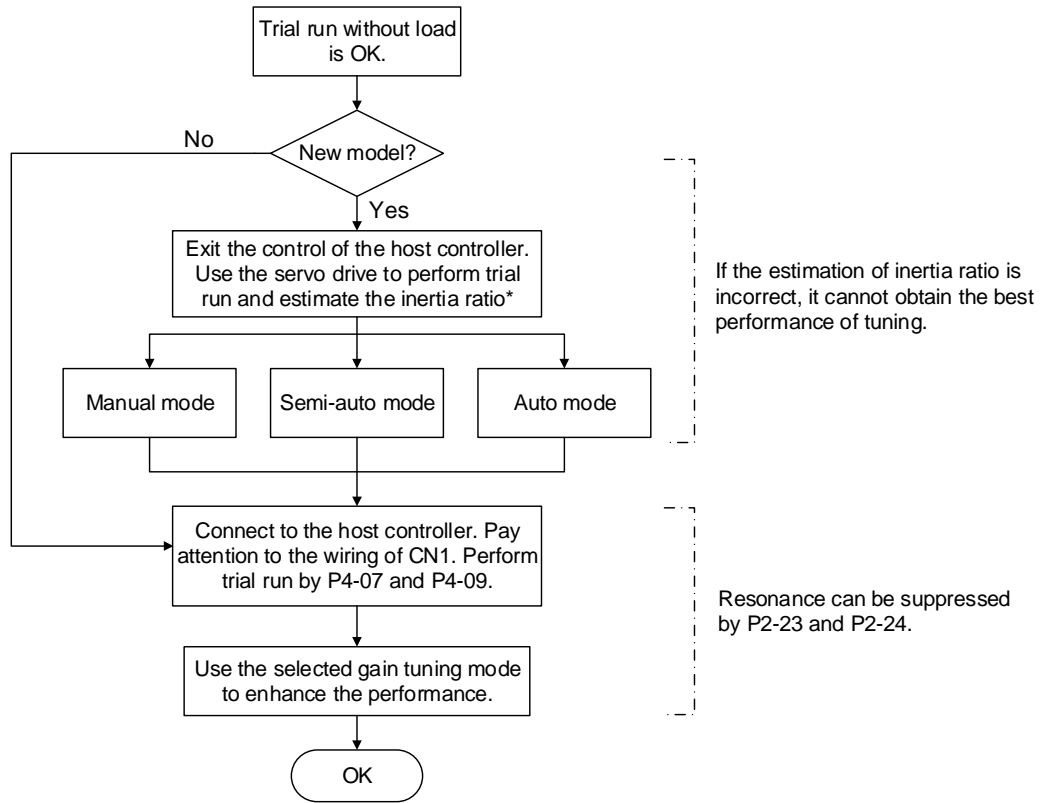 Trial run without load
is OK.
No
New model?
Yes
Exit the control of the host controller.
Use the servo drive to perform trial
run and estimate the inertia ratio*
If the estimation of inertia ratio is
incorrect, it cannot obtain the best
performance of tuning.
Manual mode
Semi-auto mode
Auto mode
Connect to the host controller. Pay
attention to the wiring of CN1. Perform
trial run by P4-07 and P4-09.
Resonance can be suppressed
by P2-23 and P2-24.
Use the selected gain tuning mode
to enhance the performance.
OK